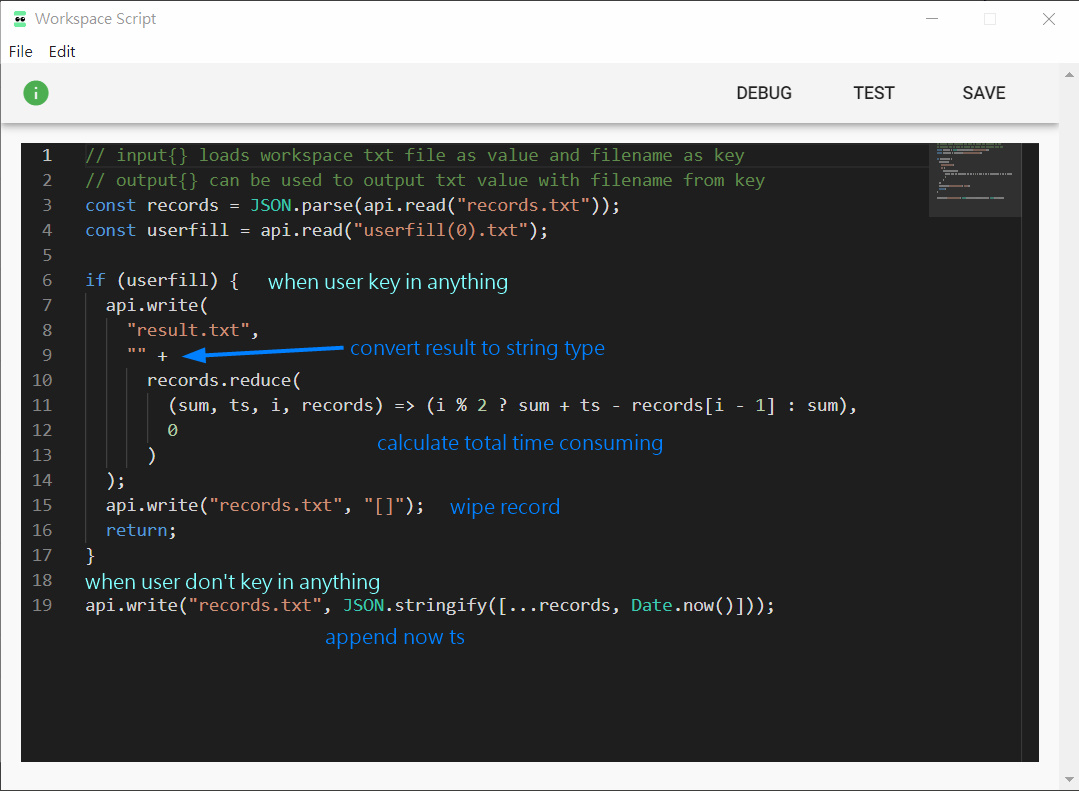 Workspace Script
File Edit
i
DEBUG TEST SAVE
1 // input{} loads workspace txt file as value and filename as key
2 // output{} can be used to output txt value with filename from key
3 const records = JSON.parse(api.read("records.txt"));
4 const userfill = api.read("userfill(0).txt");
5
6 if (userfill) { when user key in anything
7 api.write(
8 "result.txt",
9 "" + convert result to string type
10 records.reduce(
11 (sum, ts, i, records) => (i % 2 ? sum + ts - records[i - 1] : sum),
12 0
calculate total time consuming
13 )
14 );
15 api.write("records.txt", "[]"); wipe record
16 return;
17 }
18 when user don't key in anything
19 api.write("records.txt", JSON.stringify([...records, Date.now()]));
append now ts